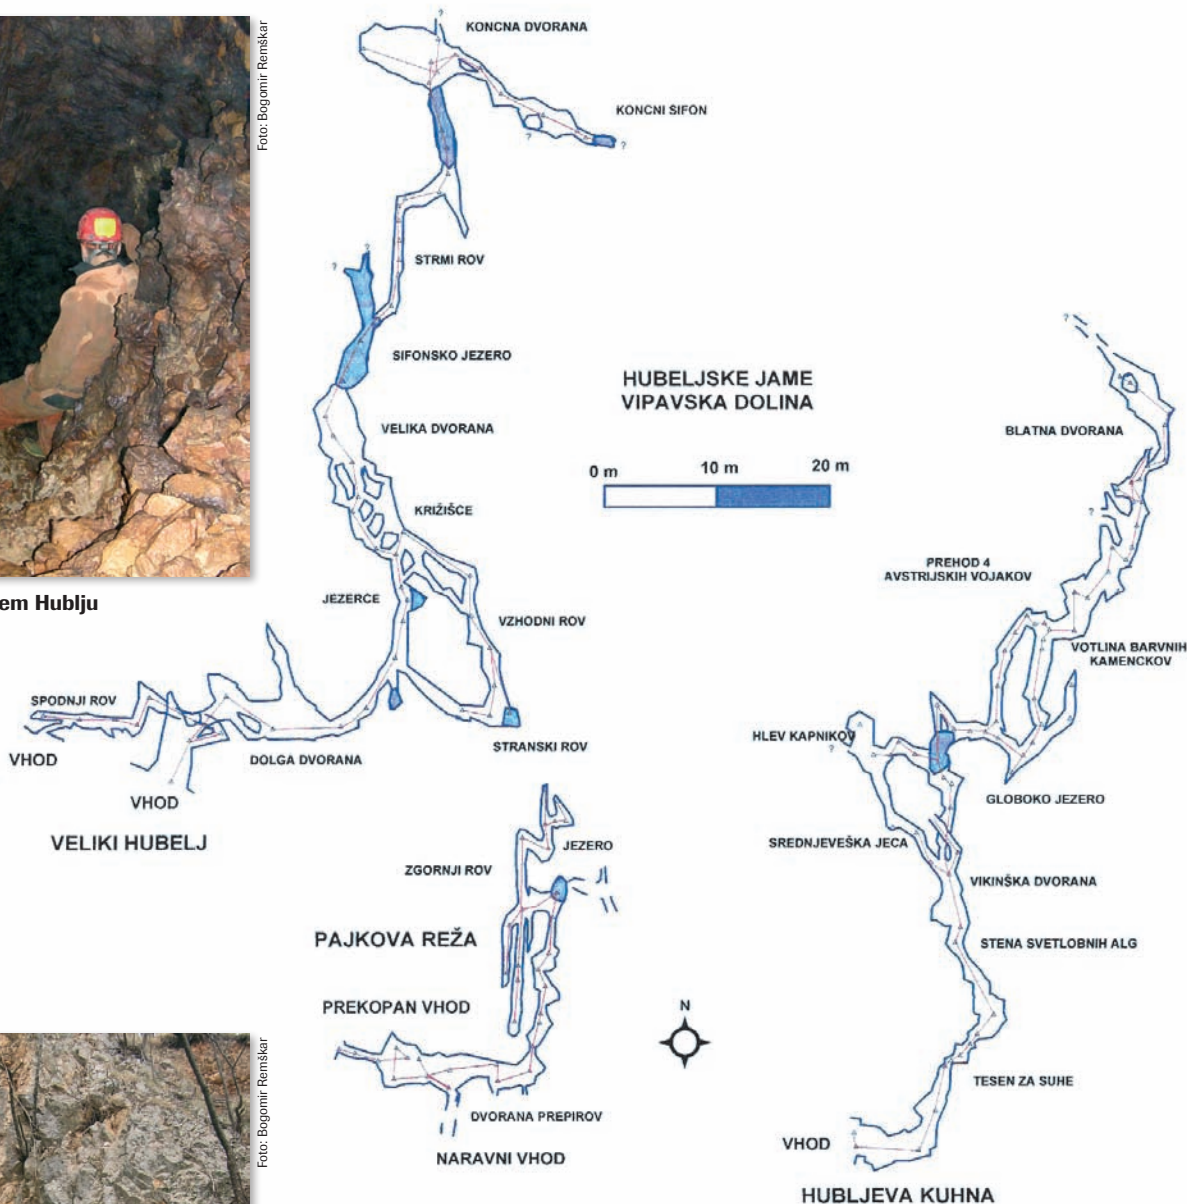 Foto: Bogomir Remškar
em Hublju
Foto: Bogomir Remškar
KONCNA DVORANA
KONCNI SIFON
STRMI ROV
SIFONSKO JEZERO
VELIKA DVORANA
KRIŽIŠCE
JEZERCE
VZHODNI ROV
SPODNJI ROV
VHOD
DOLGA DVORANA
STRANSKI ROV
VHOD
VELIKI HUBELJ
HUBELJSKE JAME
VIPAVSKA DOLINA
0 m 10 m 20 m
ZGORNJI ROV
JEZERO
PAJKOVA REŽA
PREKOPAN VHOD
DVORANA PREPIROV
NARAVNI VHOD
N
BLATNA DVORANA
PREHOD 4
AVSTRIJSKIH VOJAKOV
VOTLINA BARVNIH
KAMENCKOV
HLEV KAPNIKOV
GLOBOKO JEZERO
SREDNJEVEŠKA JECA
VIKINŠKA DVORANA
STENA SVETLOBNIH ALG
TESEN ZA SUHE
VHOD
HUBLJEVA KUHNA